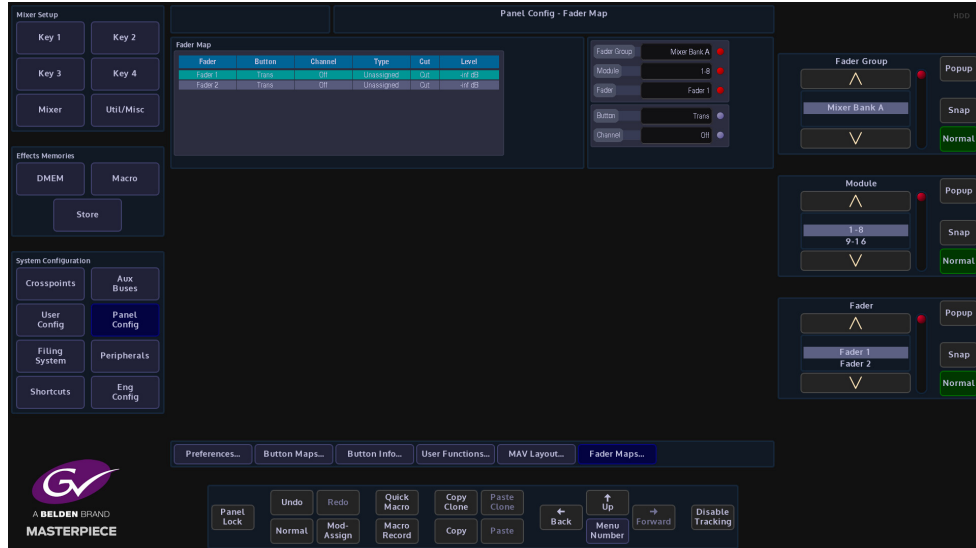 Mixer Setup
Panel Config - Fader Map
HDD
Key 1
Key 2
Key 3
Key 4
Mixer
Util/Misc
Fader Map
Fader Button Channel Type Cut Level
Fader 1 Trans Off Unassigned Cut -inf dB
Fader 2 Trans Off Unassigned Cut -inf dB
Fader Group Mixer Bank A
Module 1-8
Fader Fader 1
Button Trans
Channel Off
Fader Group
Mixer Bank A
Popup
Snap
Normal
Effects Memories
DMEM
Macro
Store
Module
1-8
9-16
Popup
Snap
Normal
System Configuration
Crosspoints
Aux
Buses
User
Config
Panel
Config
Filing
System
Peripherals
Shortcuts
Eng
Config
Fader
Fader 1
Fader 2
Popup
Snap
Normal
Preferences...
Button Maps...
Button Info...
User Functions...
MAV Layout...
Fader Maps...
GV
A BELDEN BRAND
MASTERPIECE
Panel
Lock
Undo
Redo
Normal
Mod-
Assign
Quick
Macro
Macro
Record
Copy
Clone
Paste
Clone
Copy
Paste
Back
Up
Menu
Number
Forward
Disable
Tracking